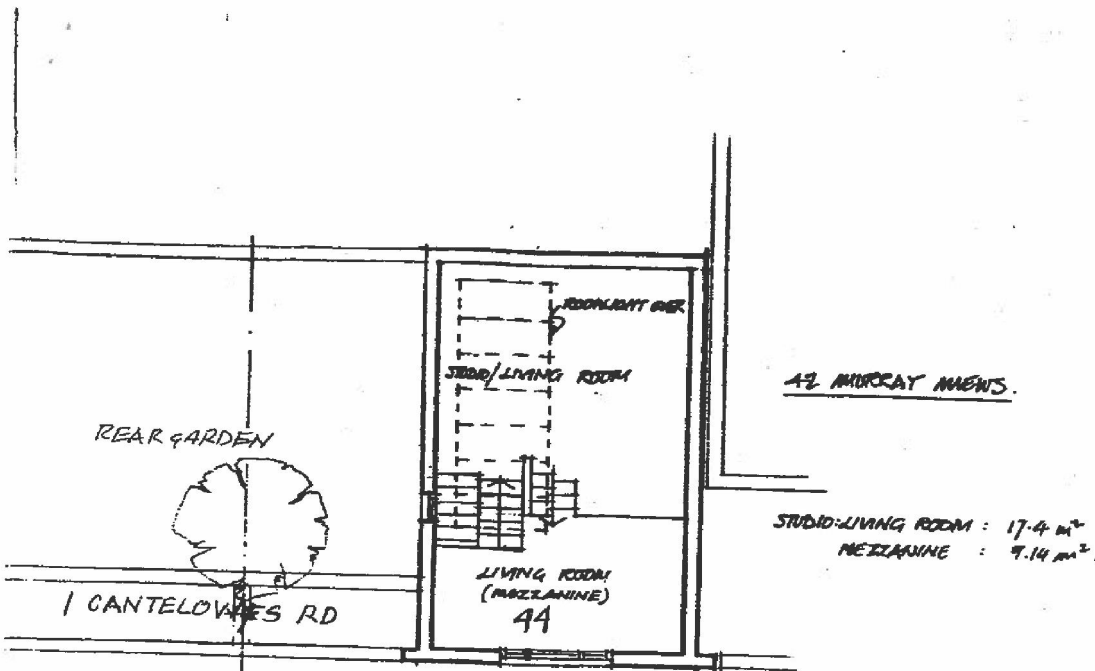 ROOFLIGHT OVER
STUDIO/LIVING ROOM
42 MURRAY MEWS.
REAR GARDEN
STUDIO/LIVING ROOM : 17.4 m²
MEZZANINE : 9.14 m²
LIVING ROOM
(MEZZANINE)
44
1 CANTELOWES RD